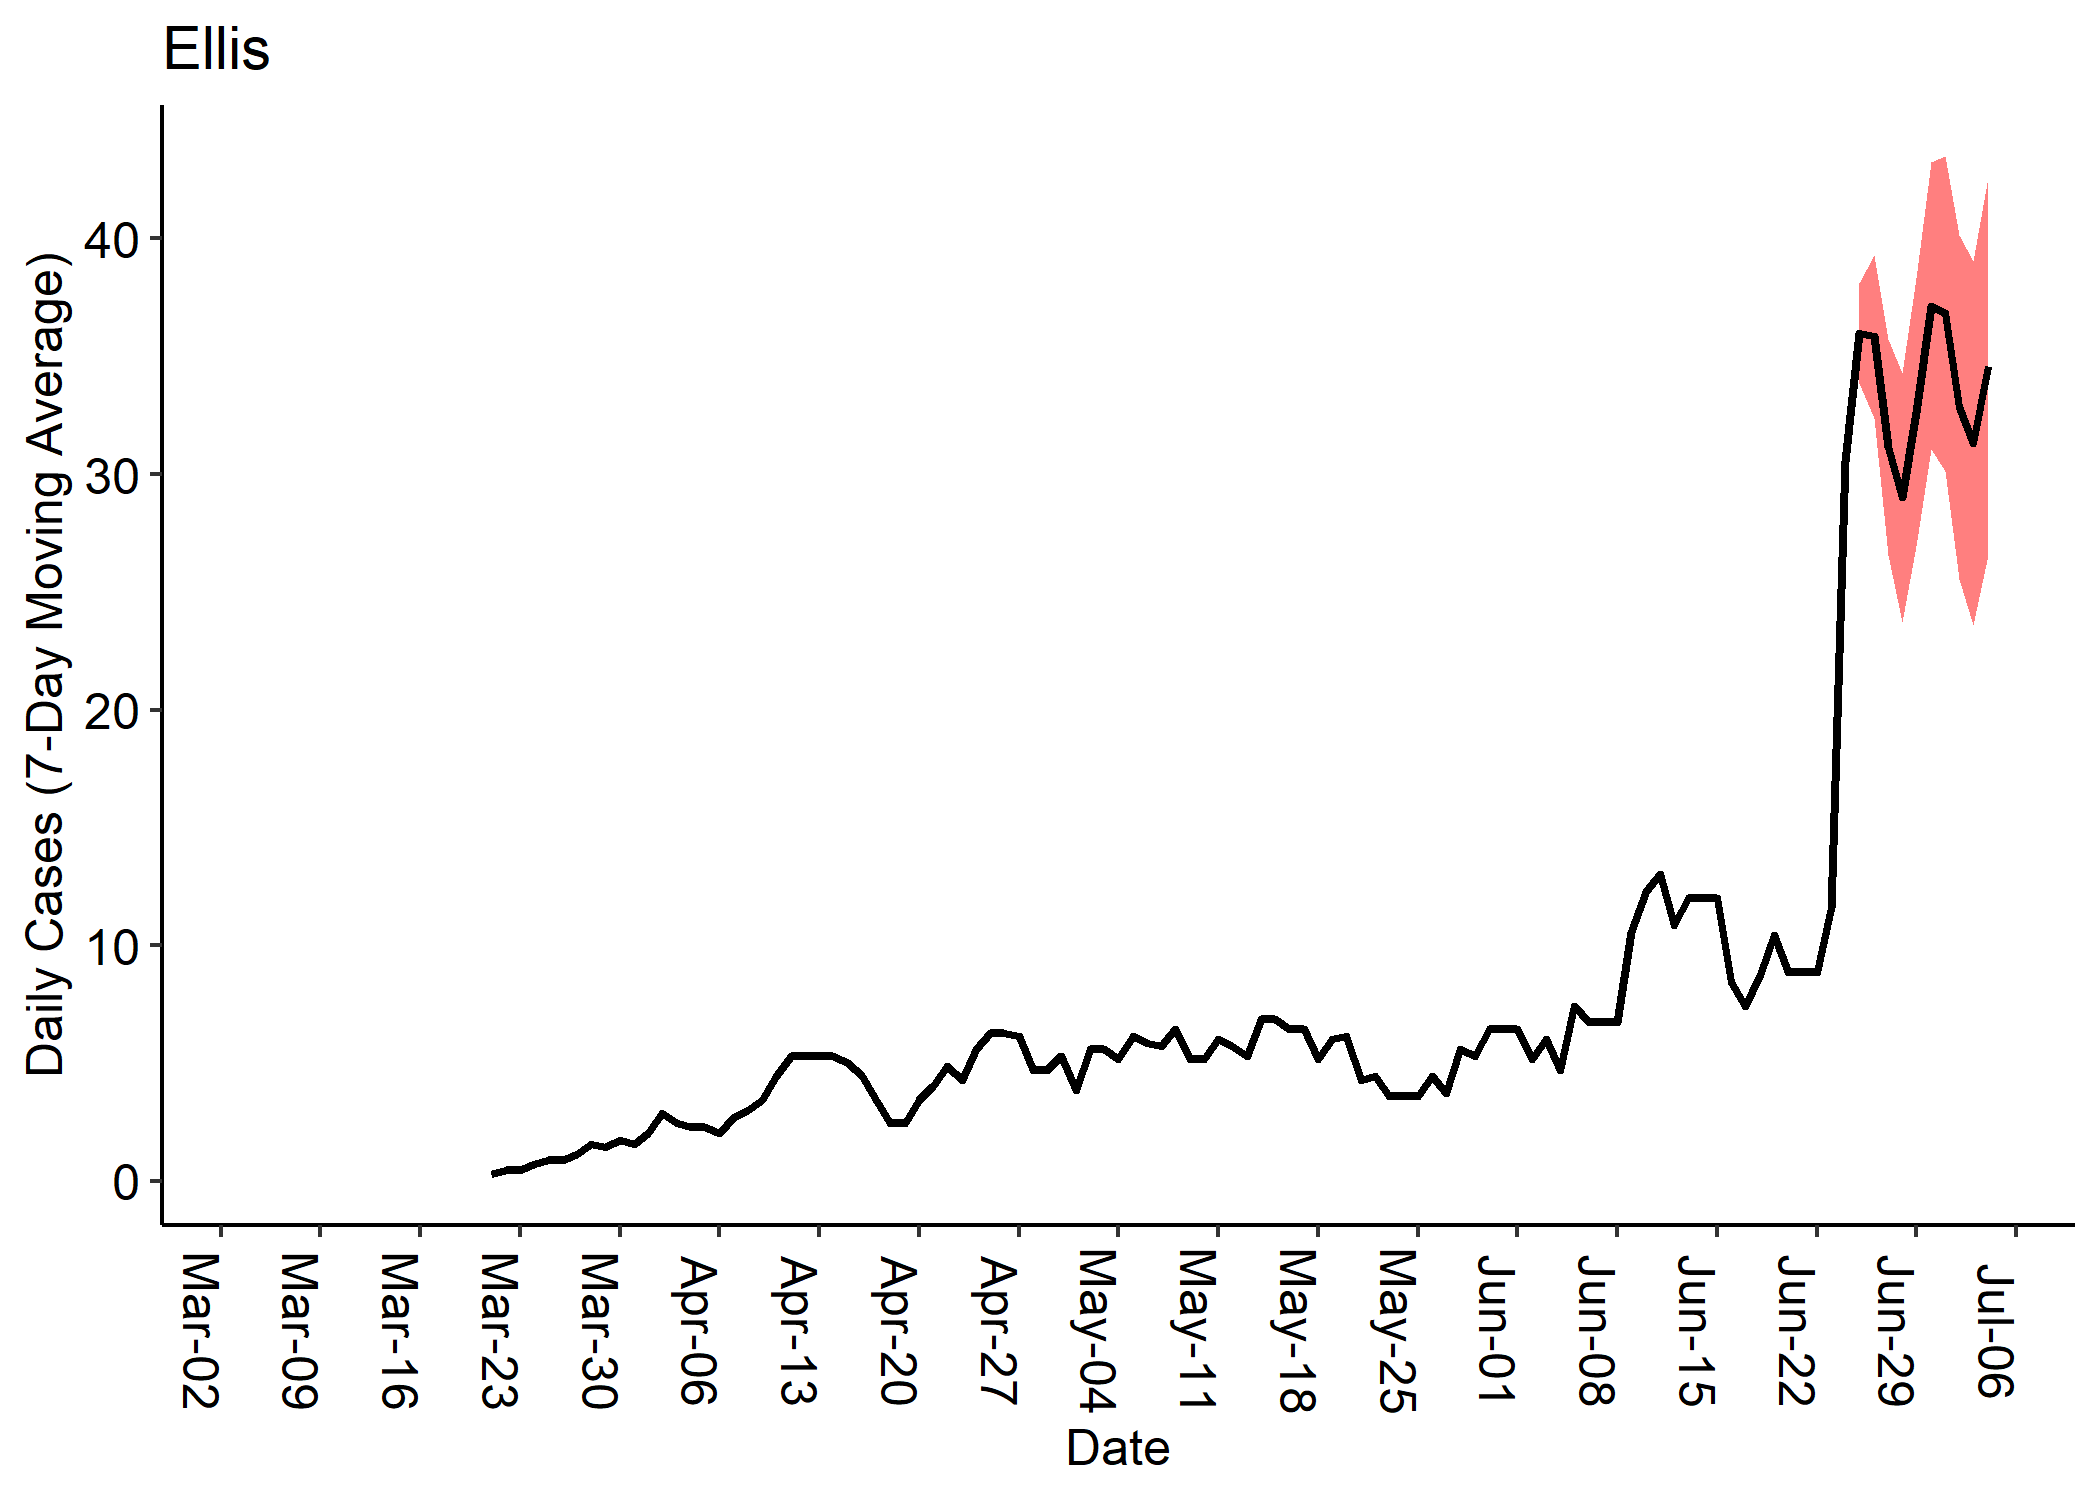 Ellis
Daily Cases (7-Day Moving Average)
40
30
20
10
0
Mar-02
Mar-09
Mar-16
Mar-23
Mar-30
Apr-06
Apr-13
Apr-20
Apr-27
May-04
May-11
May-18
May-25
Jun-01
Jun-08
Jun-15
Jun-22
Jun-29
Jul-06
Date